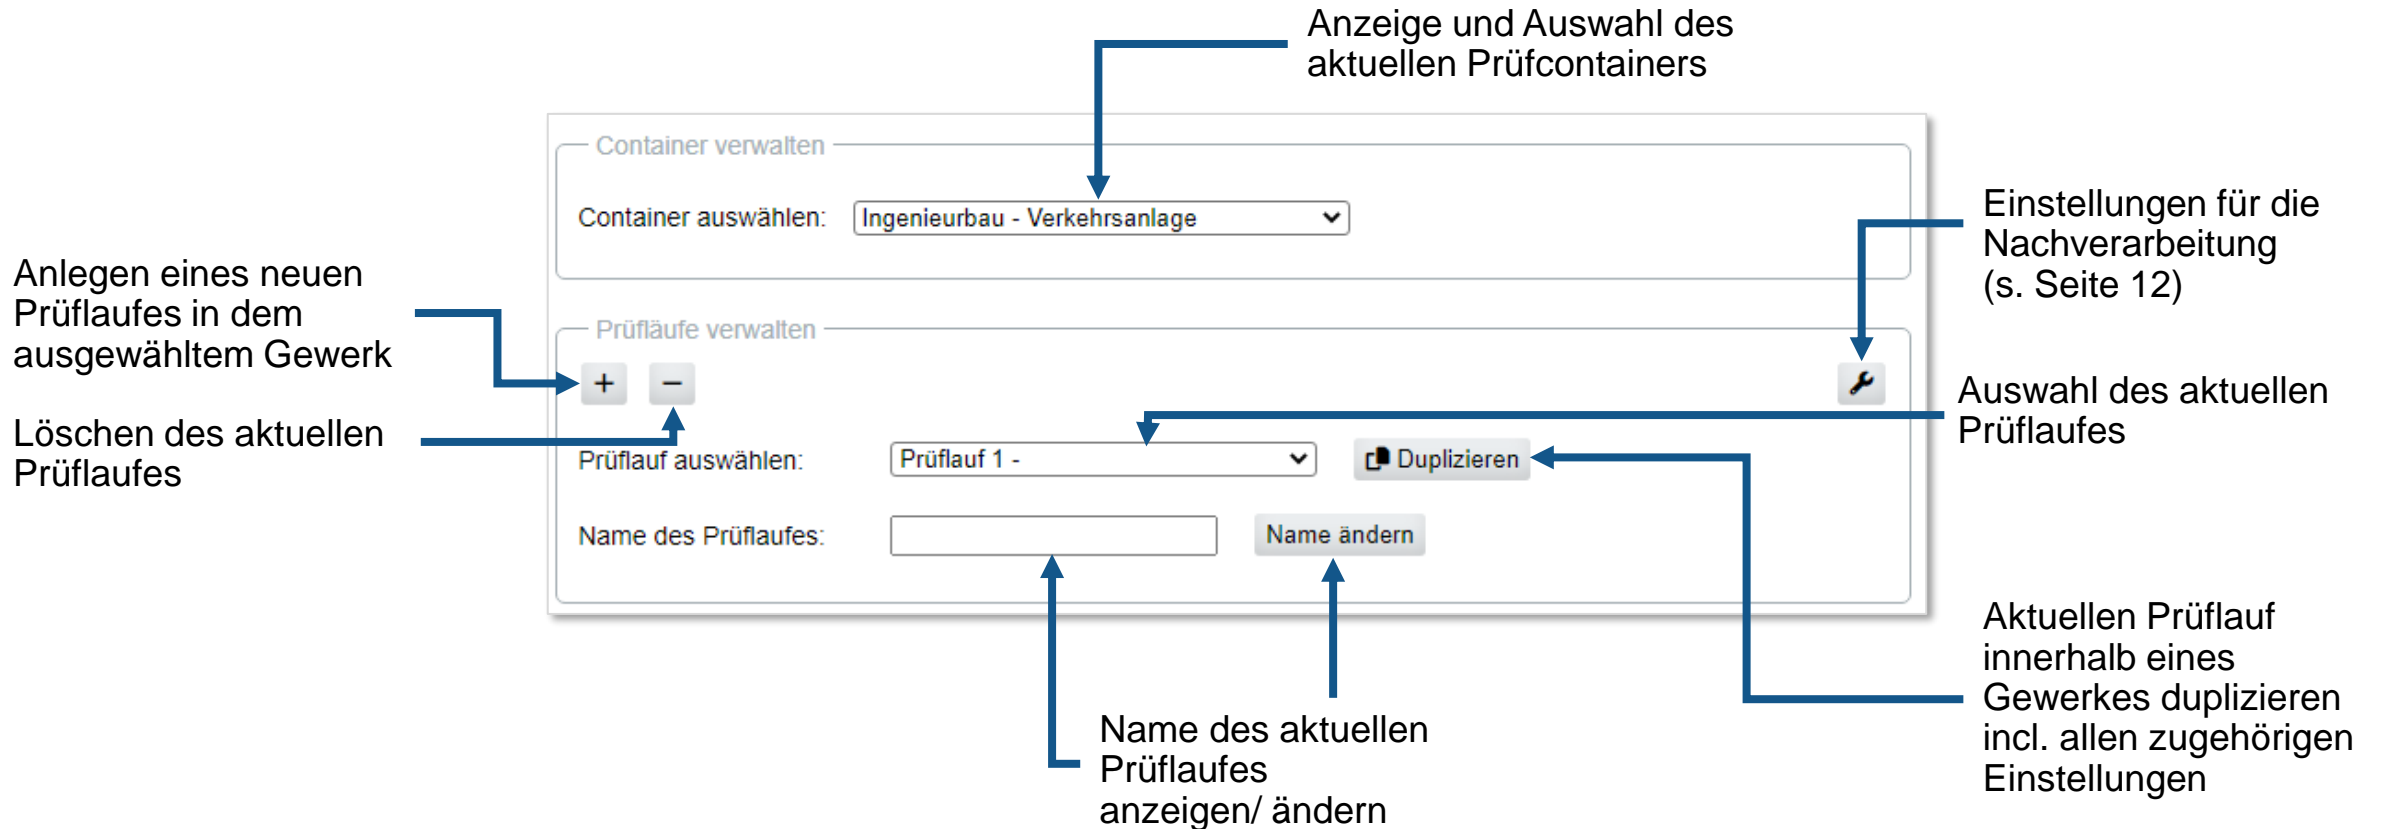 Anzeige und Auswahl des
aktuellen Prüfcontainers
Container verwalten
Container auswählen:
Ingenieurbau - Verkehrsanlage
Einstellungen für die
Nachverarbeitung
(s. Seite 12)
Anlegen eines neuen
Prüflaufes in dem
ausgewähltem Gewerk
Prüfläufe verwalten
+
−
Auswahl des aktuellen
Prüflaufes
Löschen des aktuellen
Prüflaufes
Prüflauf auswählen:
Prüflauf 1 -
Duplizieren
Name des Prüflaufes:
Name ändern
Aktuellen Prüflauf
innerhalb eines
Gewerkes duplizieren
incl. allen zugehörigen
Einstellungen
Name des aktuellen
Prüflaufes
anzeigen/ ändern